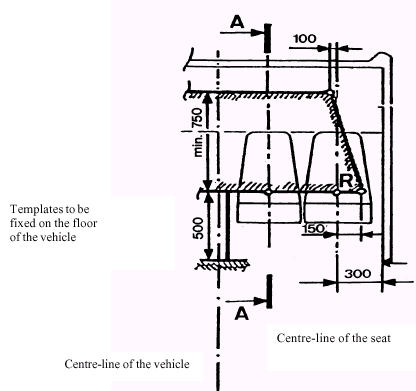 A
100
min. 750
R
Templates to be
fixed on the floor
of the vehicle
500
150
300
A
Centre-line of the seat
Centre-line of the vehicle